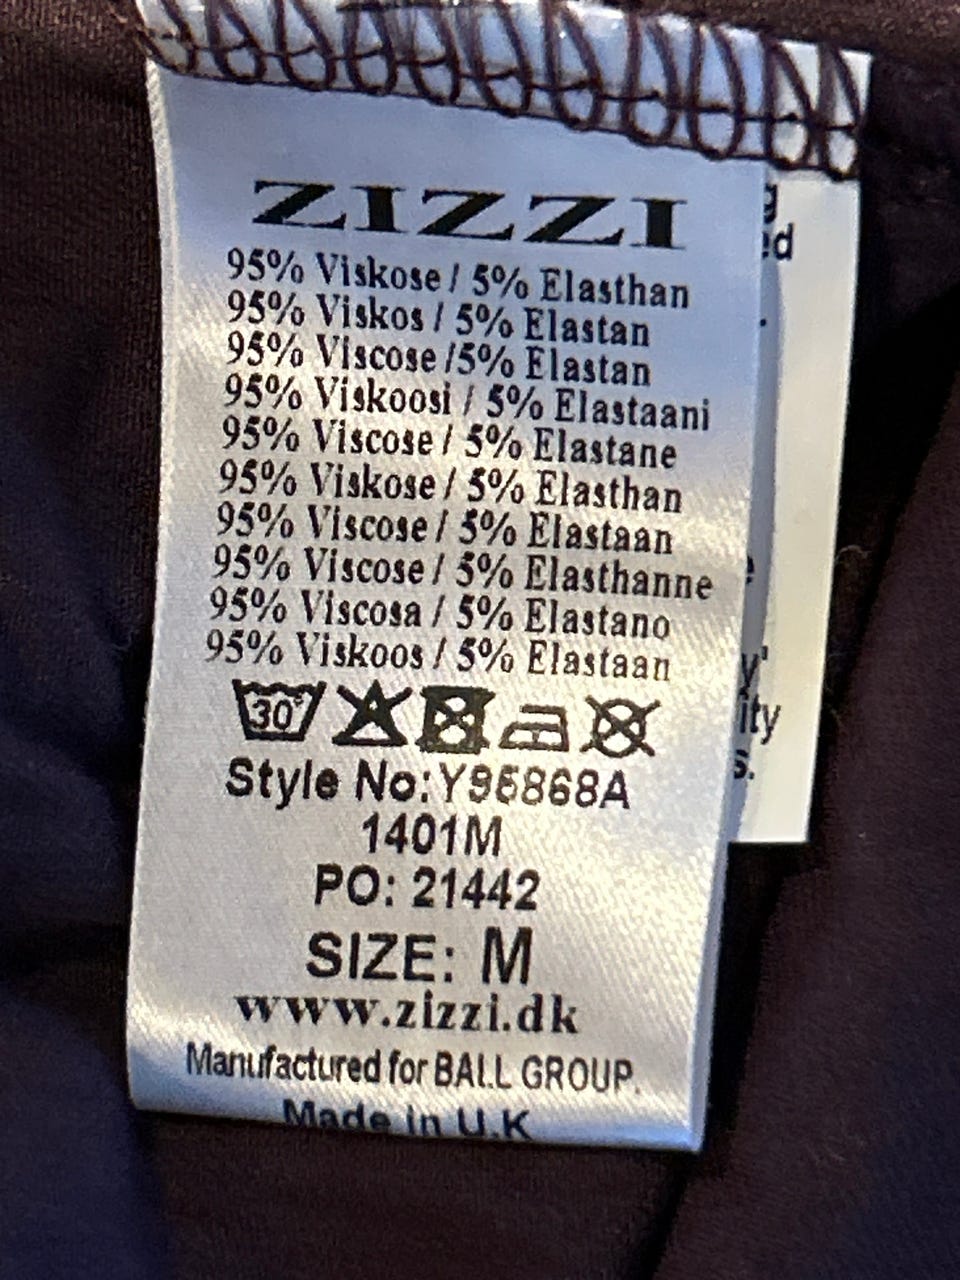 ZIZZI
95% Viskose / 5% Elasthan
95% Viskos / 5% Elastan
95% Viscose /5% Elastan
95% Viskoosi / 5% Elastaani
95% Viscose / 5% Elastane
95% Viskose / 5% Elasthan
95% Viscose / 5% Elastaan
95% Viscose / 5% Elasthanne
95% Viscosa / 5% Elastano
95% Viskoos / 5% Elastaan
30°
Style No:Y95868A
1401M
PO: 21442
SIZE: M
www.zizzi.dk
Manufactured for BALL GROUP.
Made in U.K